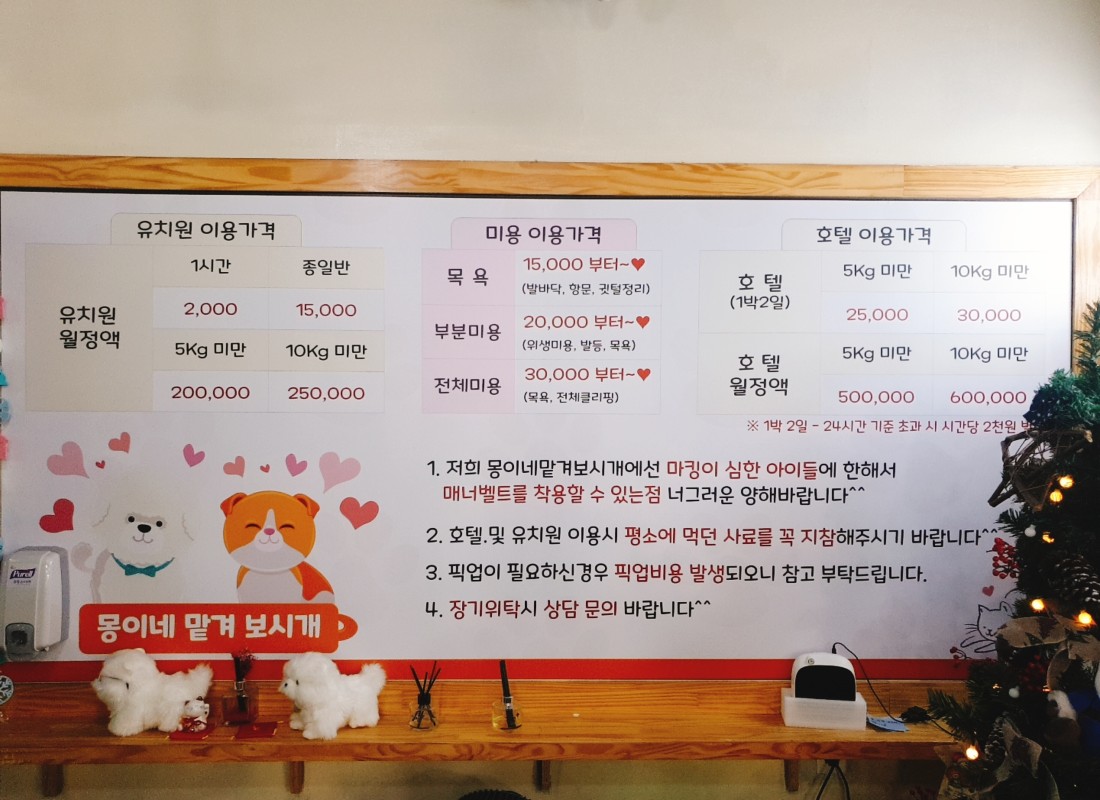 유치원 이용가격
1시간 종일반
유치원 월정액
2,000 15,000
5Kg 미만 10Kg 미만
200,000 250,000
미용 이용가격
목 욕
15,000 부터~♥
(발바닥, 항문, 귓털정리)
부분미용
20,000 부터~♥
(위생미용, 발등, 목욕)
전체미용
30,000 부터~♥
(목욕, 전체클리핑)
호텔 이용가격
호 텔
(1박2일)
5Kg 미만 10Kg 미만
25,000 30,000
호 텔
월정액
5Kg 미만 10Kg 미만
500,000 600,000
※ 1박 2일 - 24시간 기준 초과 시 시간당 2천원
1. 저희 몽이네맡겨보시개에선 마킹이 심한 아이들에 한해서
매너벨트를 착용할 수 있는점 너그러운 양해바랍니다^^
2. 호텔.및 유치원 이용시 평소에 먹던 사료를 꼭 지참해주시기 바랍니다^^
3. 픽업이 필요하신경우 픽업비용 발생되오니 참고 부탁드립니다.
4. 장기위탁시 상담 문의 바랍니다^^
몽이네 맡겨 보시개
Purell